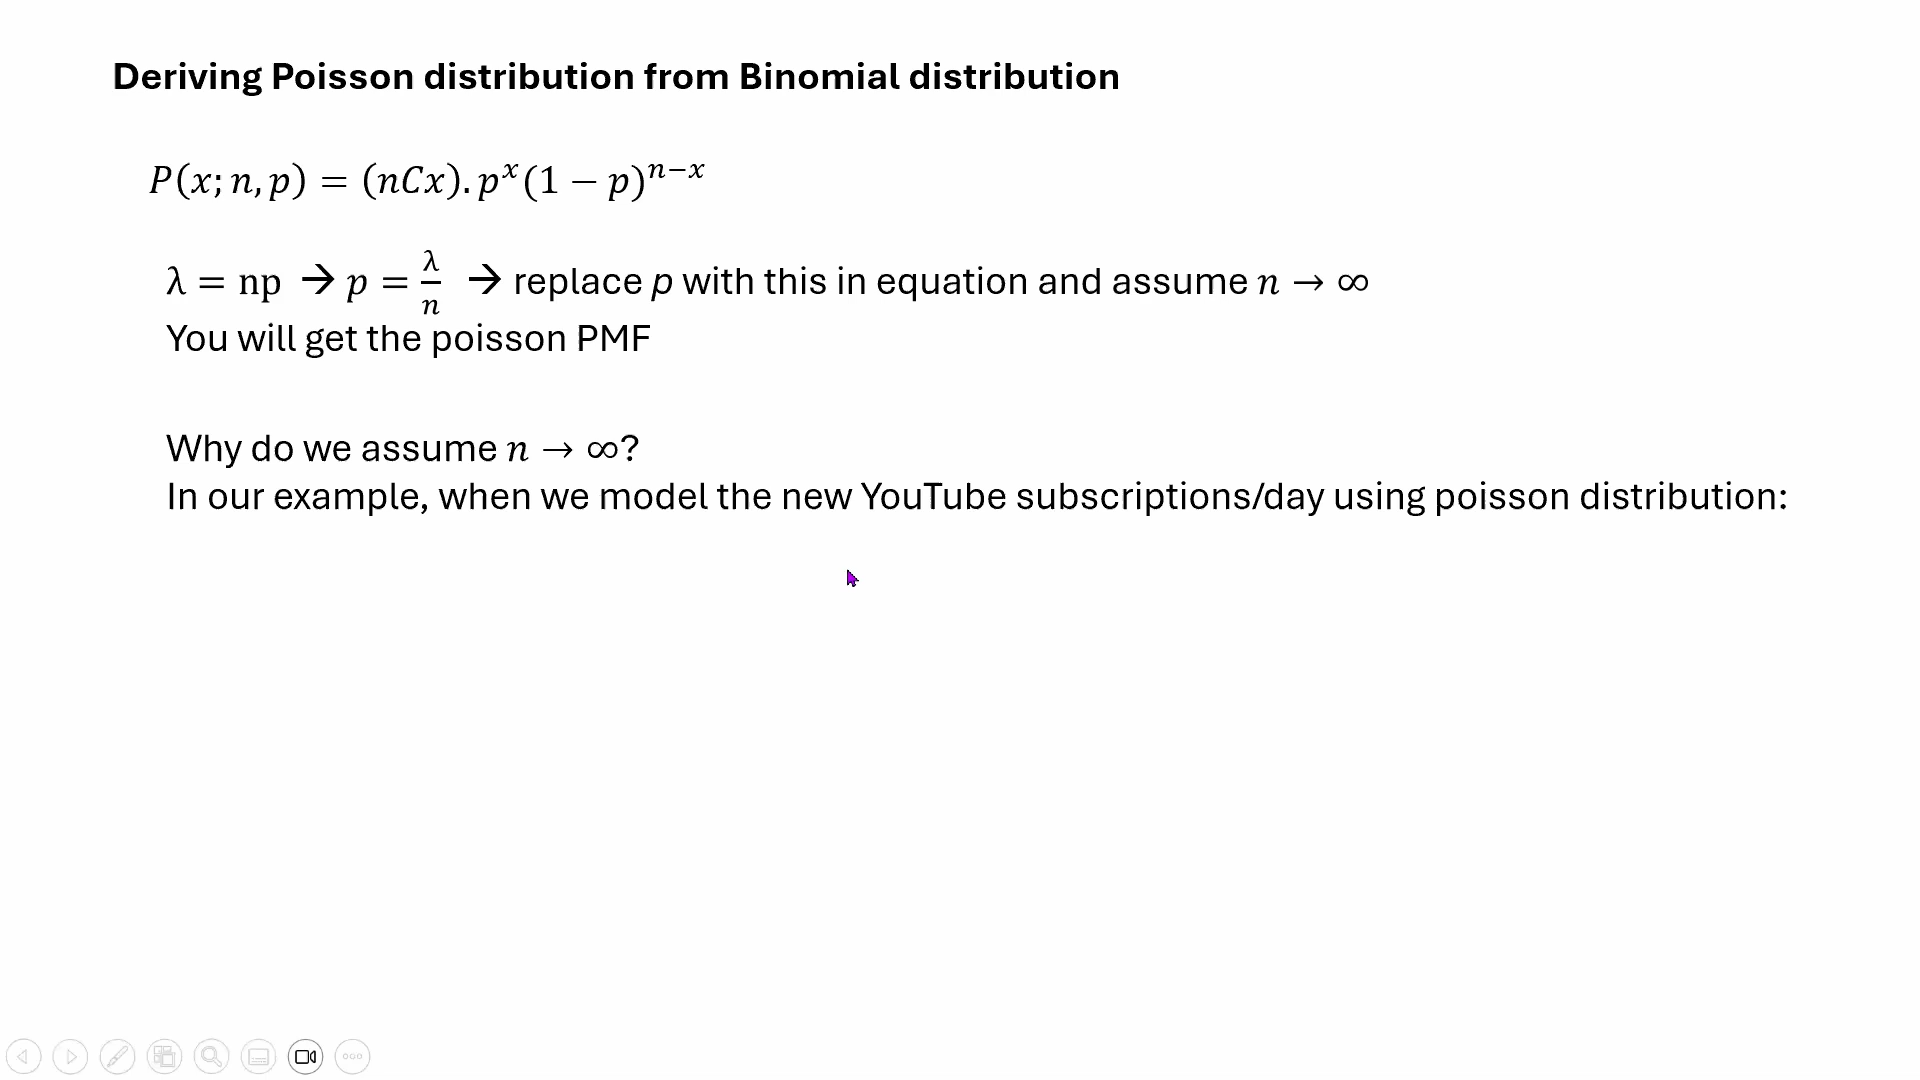 Deriving Poisson distribution from Binomial distribution
P(x; n, p) = (nCx). p^x (1 − p)^{n−x}
λ = np → p = λ/n → replace p with this in equation and assume n → ∞
You will get the poisson PMF
Why do we assume n → ∞?
In our example, when we model the new YouTube subscriptions/day using poisson distribution: